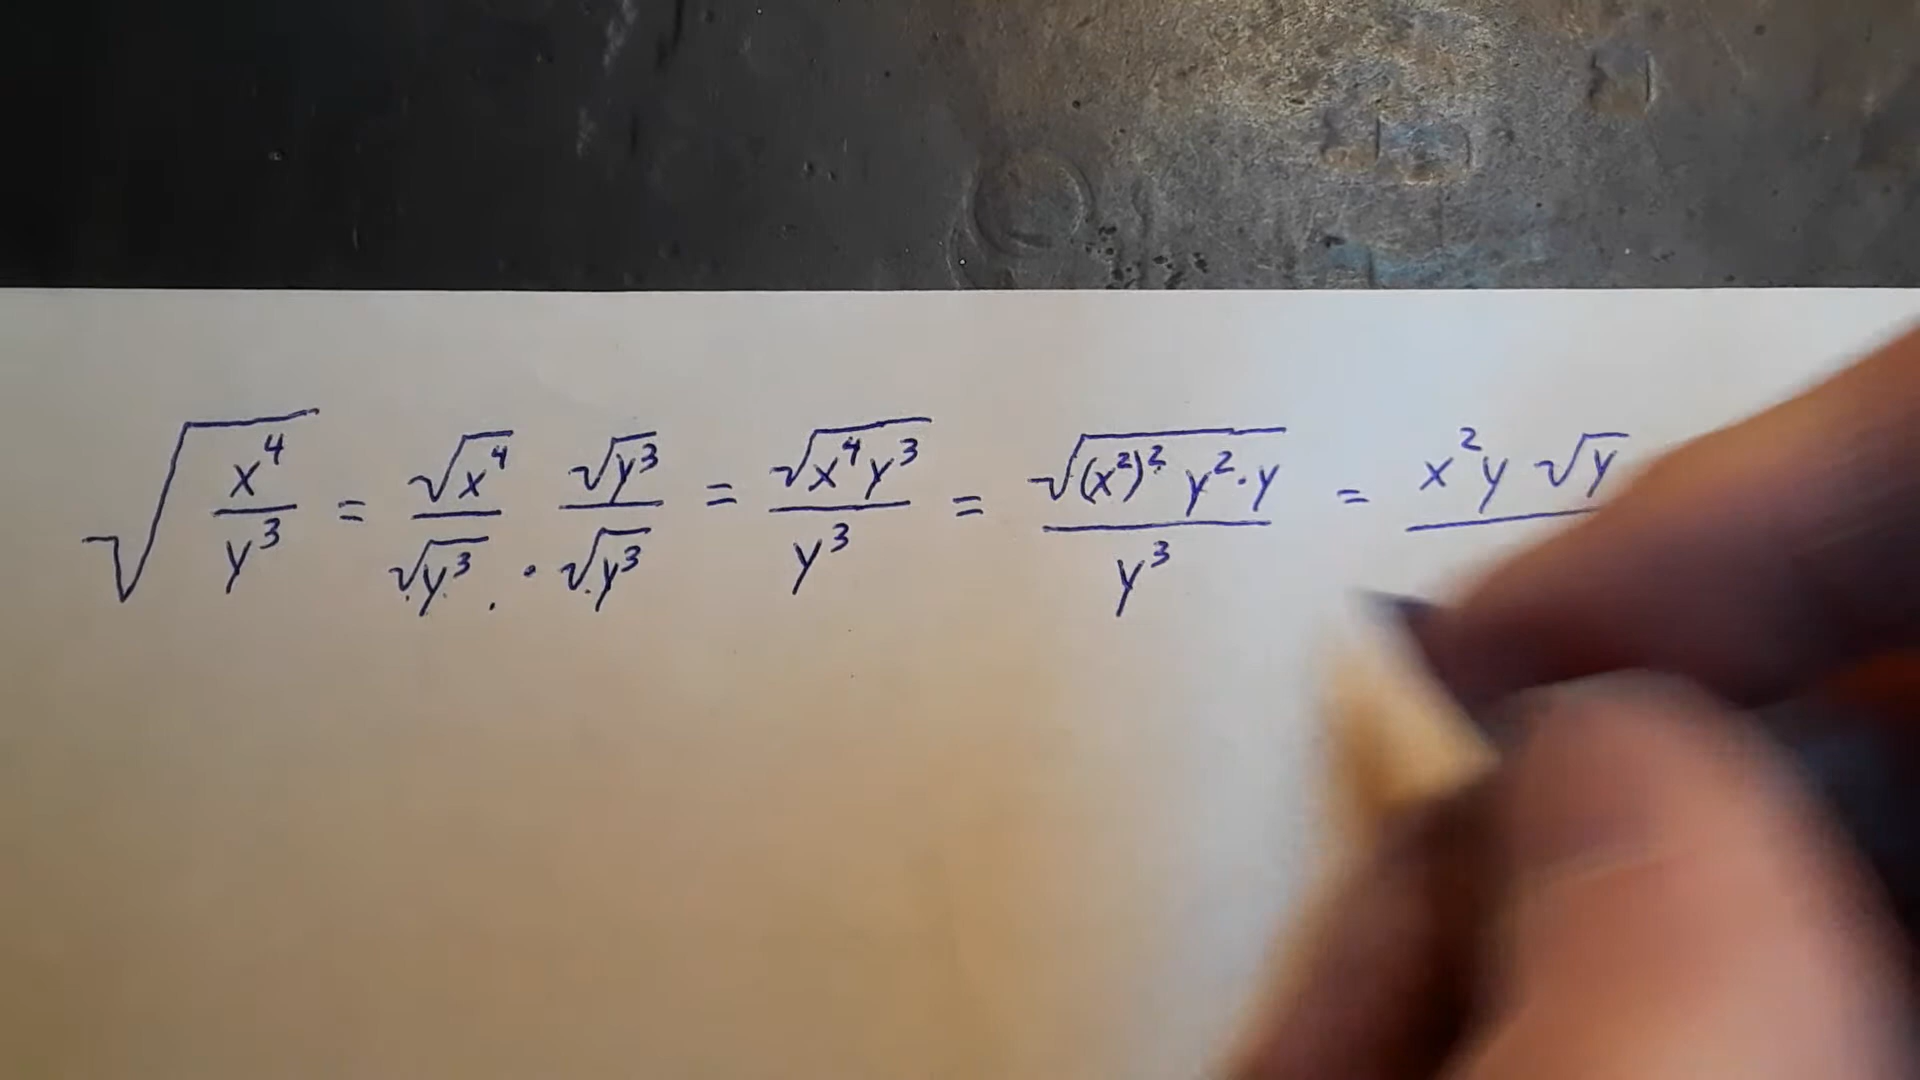 √(x⁴/y³) = √x⁴/√y³ · √y³/√y³ = √(x⁴y³)/y³ = √((x²)² y²·y)/y³ = x²y √y